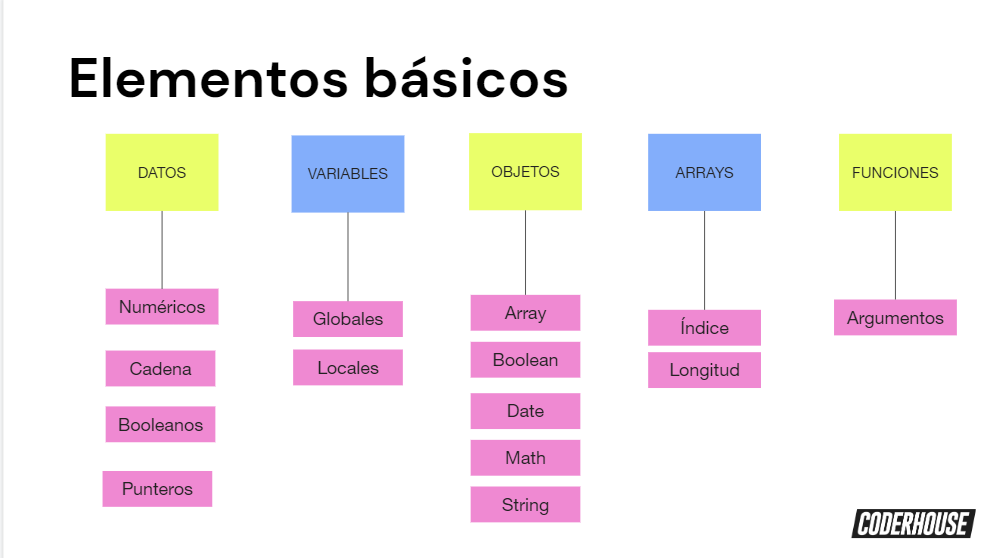 Elementos básicos
DATOS
Numéricos
Cadena
Booleanos
Punteros
VARIABLES
Globales
Locales
OBJETOS
Array
Boolean
Date
Math
String
ARRAYS
Índice
Longitud
FUNCIONES
Argumentos
CODERHOUSE